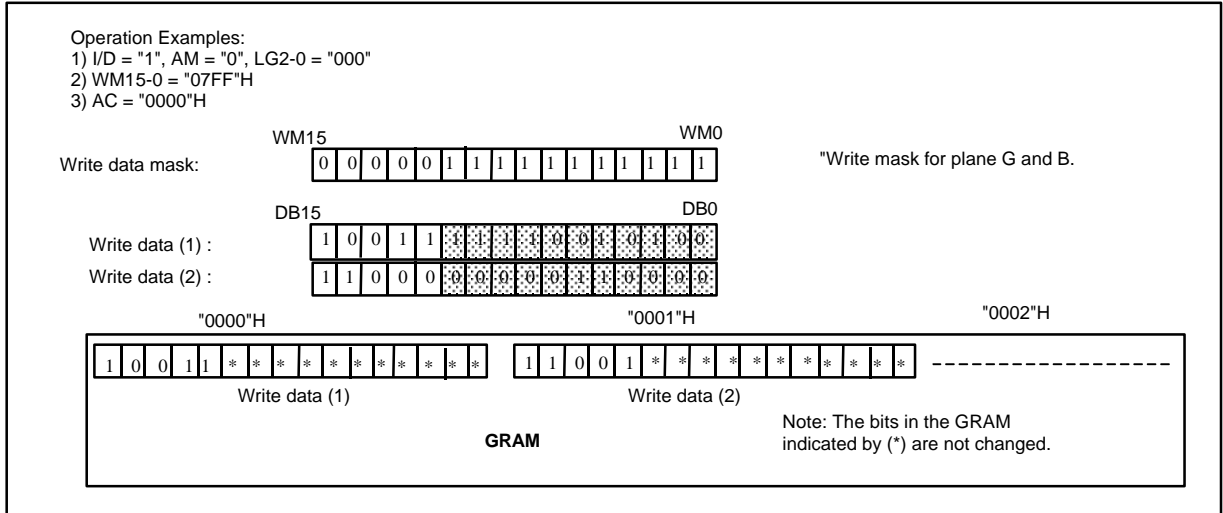 Operation Examples:
1) I/D = "1", AM = "0", LG2-0 = "000"
2) WM15-0 = "07FF"H
3) AC = "0000"H
WM15 WM0
Write data mask: 0 0 0 0 0 1 1 1 1 1 1 1 1 1 1 1 "Write mask for plane G and B.
DB15 DB0
Write data (1) : 1 0 0 1 1 1 1 1 1 0 0 1 0 1 0 0
Write data (2) : 1 1 0 0 0 0 0 0 0 0 1 1 0 0 0 0
"0000"H "0001"H "0002"H
1 0 0 1 1 * * * * * * * * * * * 1 1 0 0 1 * * * * * * * * * * *
Write data (1) Write data (2)
Note: The bits in the GRAM
indicated by (*) are not changed.
GRAM